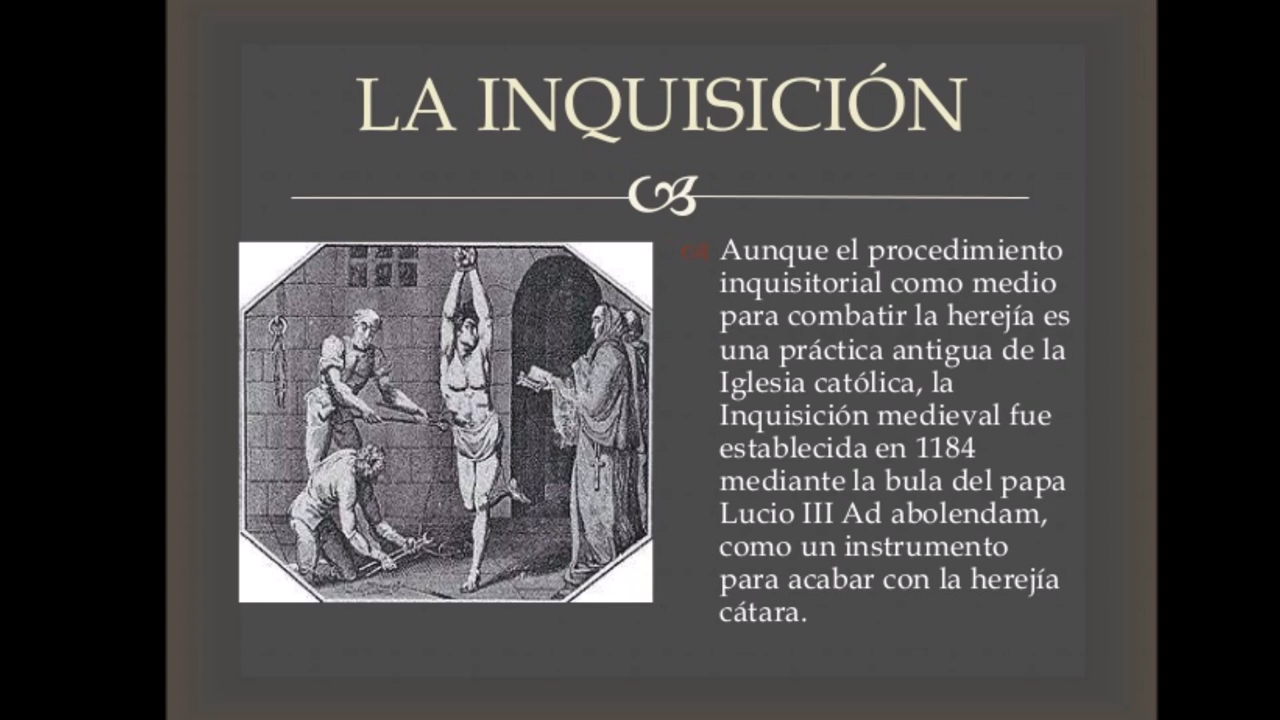 LA INQUISICIÓN
Aunque el procedimiento
inquisitorial como medio
para combatir la herejía es
una práctica antigua de la
Iglesia católica, la
Inquisición medieval fue
establecida en 1184
mediante la bula del papa
Lucio III Ad abolendam,
como un instrumento
para acabar con la herejía
cátara.